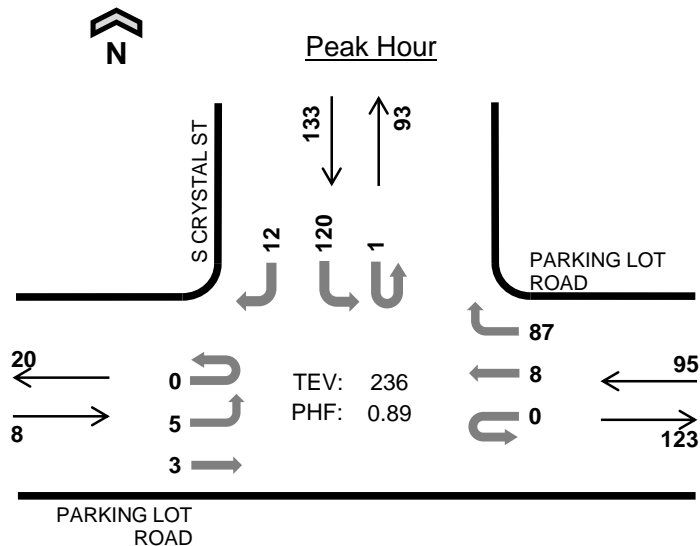 N
Peak Hour
S CRYSTAL ST
133
93
12
120
1
PARKING LOT
ROAD
87
20
0
TEV: 236
8
95
8
5
PHF: 0.89
0
123
3
PARKING LOT
ROAD